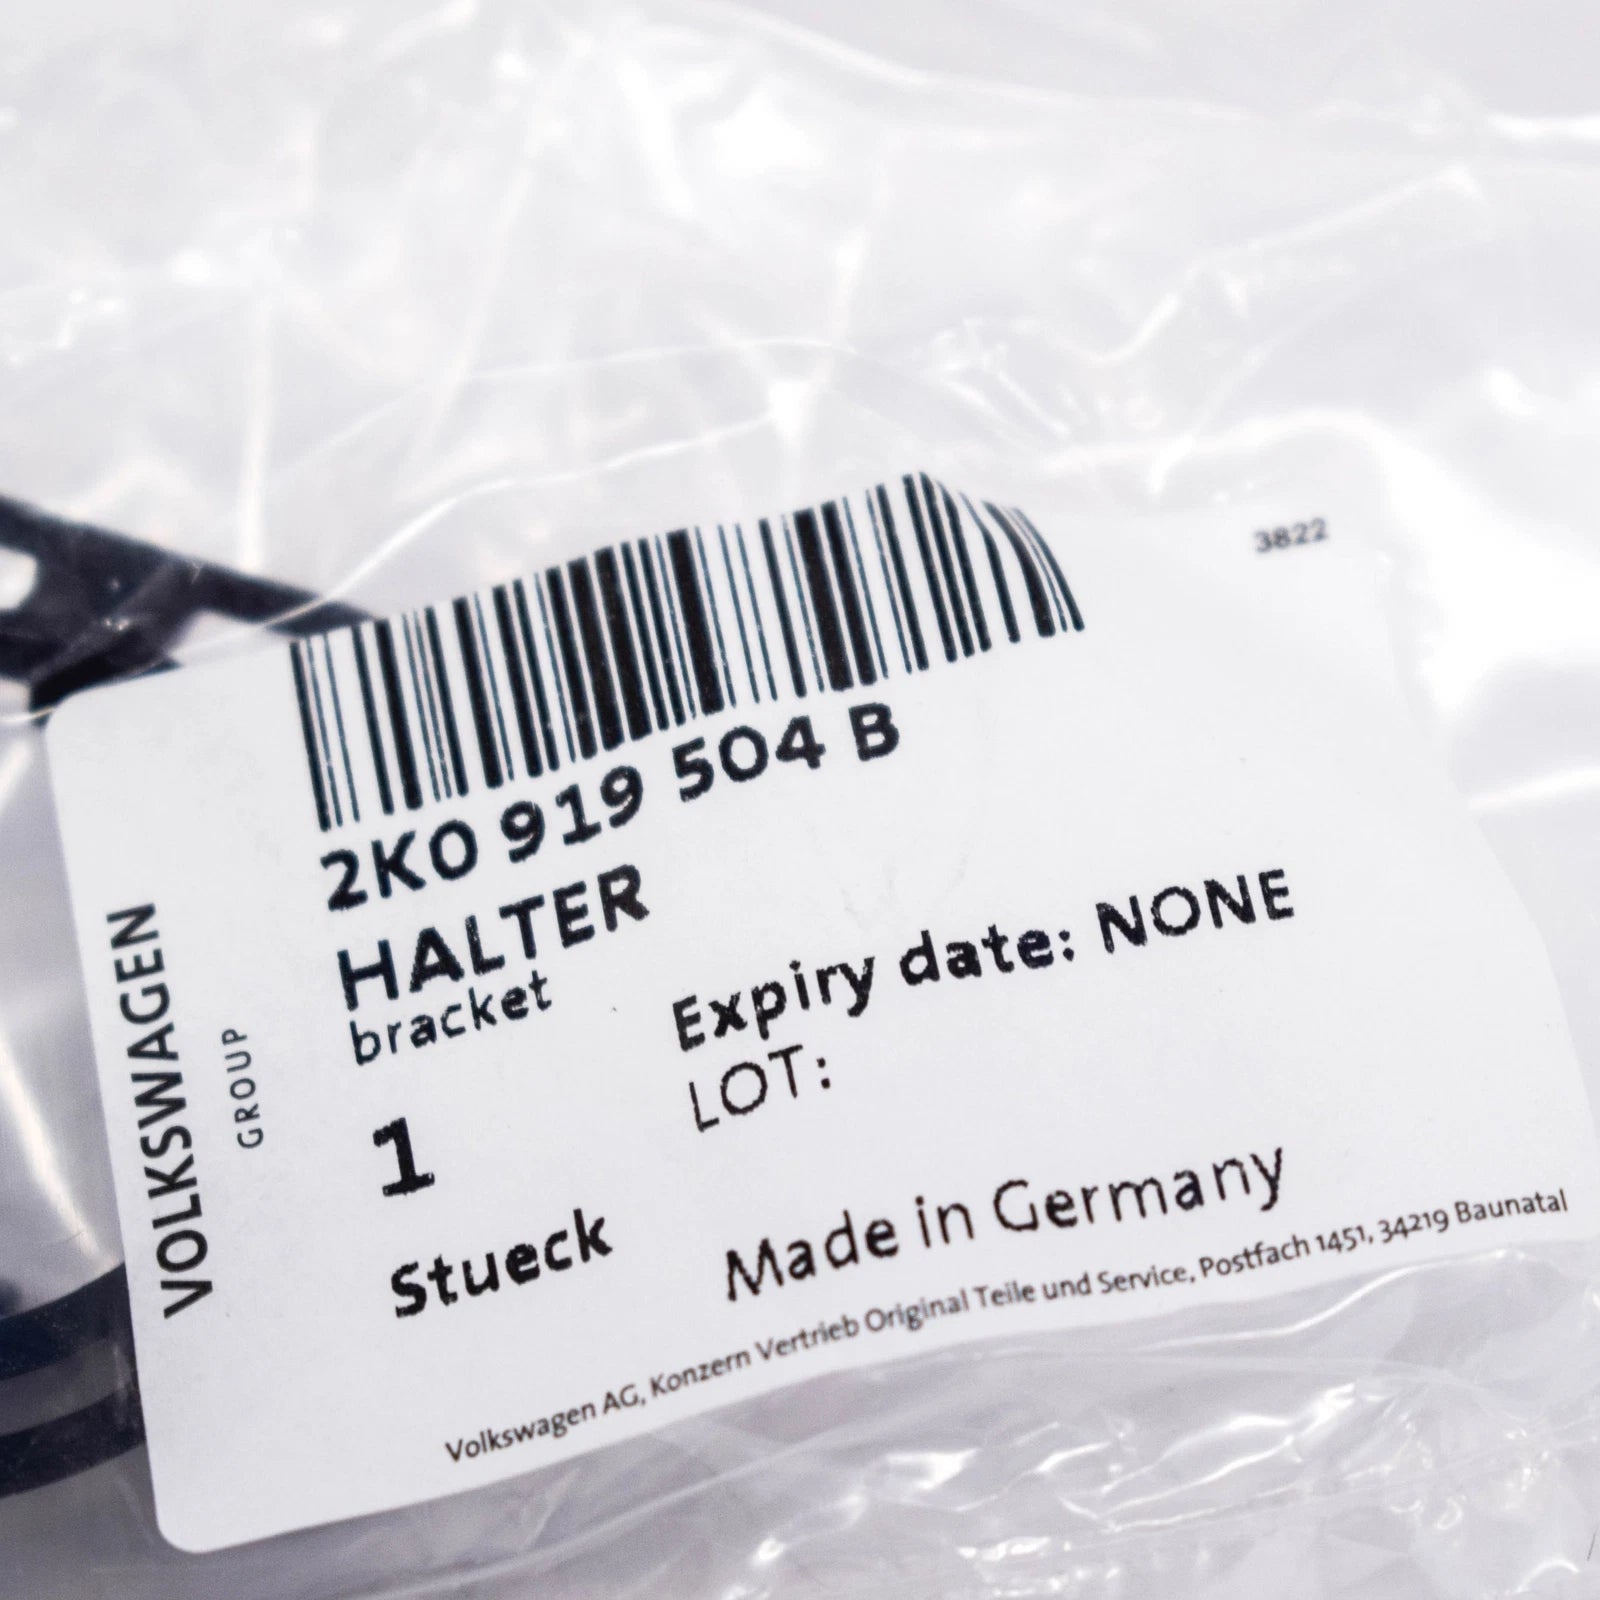 3822
2K0 919 504 B
HALTER
bracket
Expiry date: NONE
LOT:
1
Stueck
Made in Germany
Volkswagen AG, Konzern Vertrieb Original Teile und Service, Postfach 1451, 34219 Baunatal
VOLKSWAGEN
GROUP